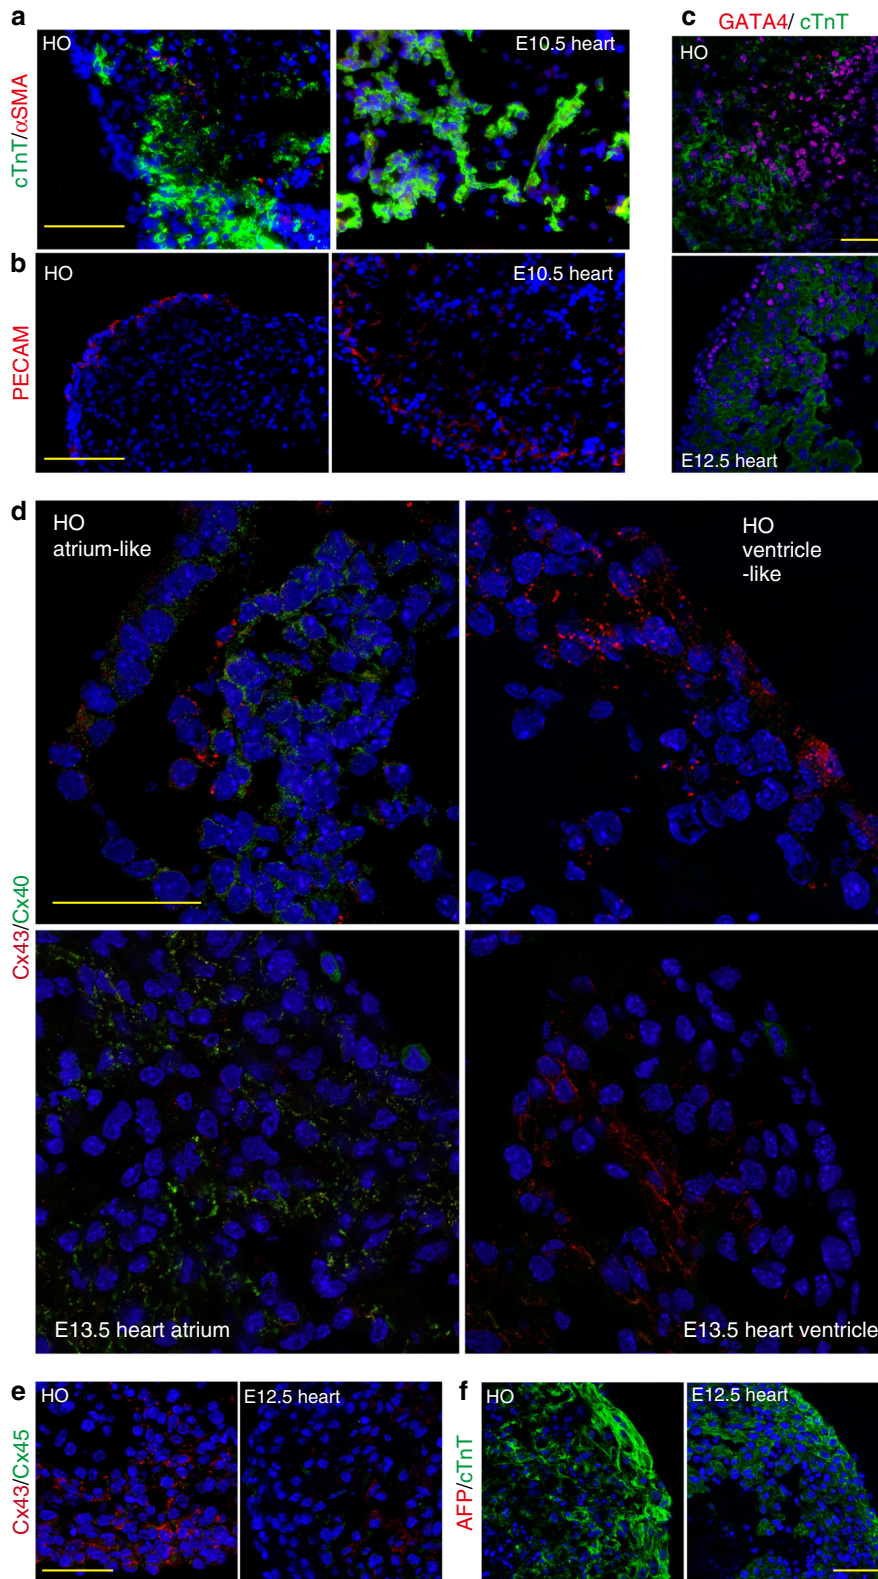 a
HO
E10.5 heart
cTnT/αSMA
b
HO
E10.5 heart
PECAM
c
GATA4/ cTnT
HO
E12.5 heart
d
HO
atrium-like
HO
ventricle
-like
Cx43/Cx40
E13.5 heart atrium
E13.5 heart ventricle
e
HO
E12.5 heart
Cx43/Cx45
f
HO
E12.5 heart
AFP/cTnT